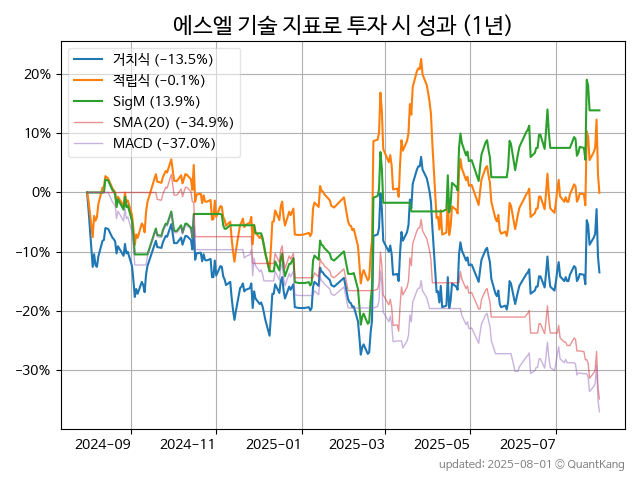 에스엘 기술 지표로 투자 시 성과 (1년)
거치식 (−13.5%)
적립식 (−0.1%)
SigM (13.9%)
SMA(20) (−34.9%)
MACD (−37.0%)
20%
10%
0%
−10%
−20%
−30%
2024-09 2024-11 2025-01 2025-03 2025-05 2025-07
updated: 2025-08-01 © QuantKang